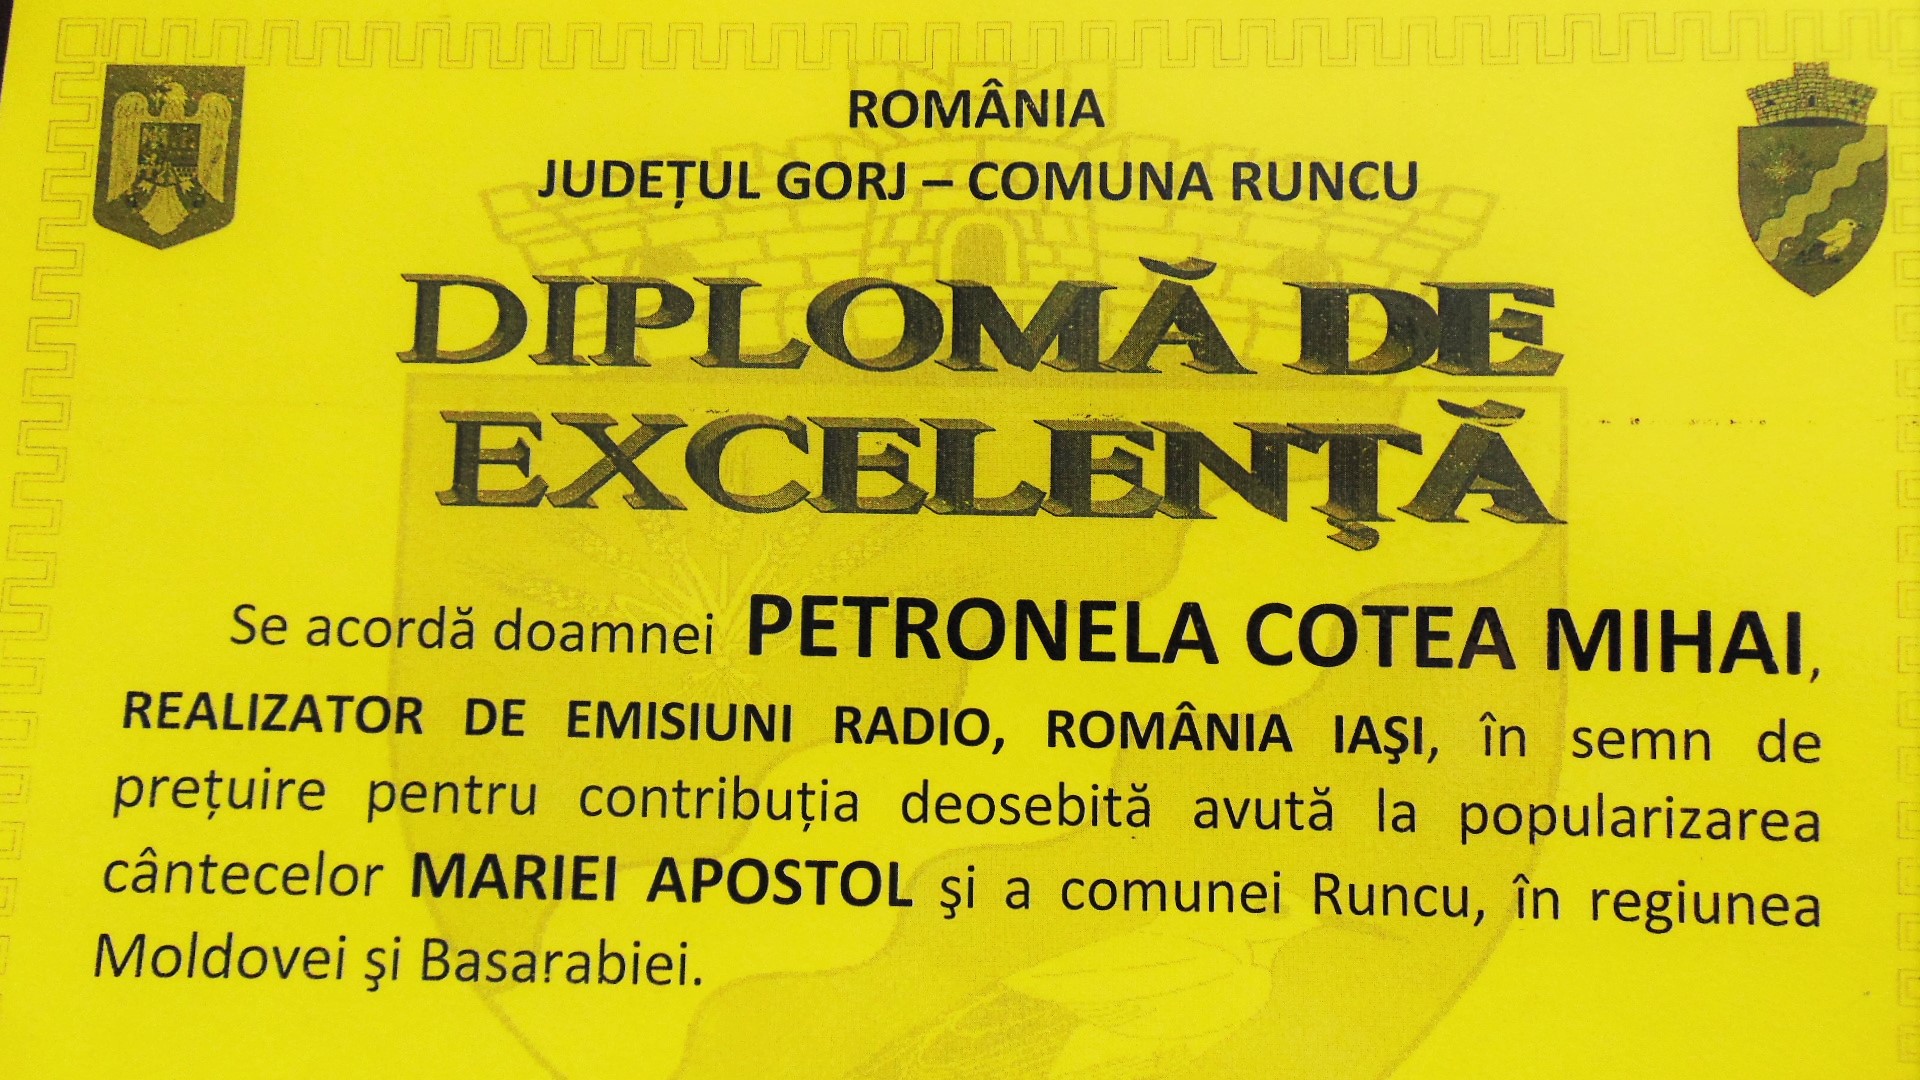 ROMÂNIA
JUDEȚUL GORJ – COMUNA RUNCU
DIPLOMĂ DE
EXCELENŢĂ
Se acordă doamnei PETRONELA COTEA MIHAI,
REALIZATOR DE EMISIUNI RADIO, ROMÂNIA IAŞI, în semn de
prețuire pentru contribuția deosebită avută la popularizarea
cântecelor MARIEI APOSTOL şi a comunei Runcu, în regiunea
Moldovei şi Basarabiei.